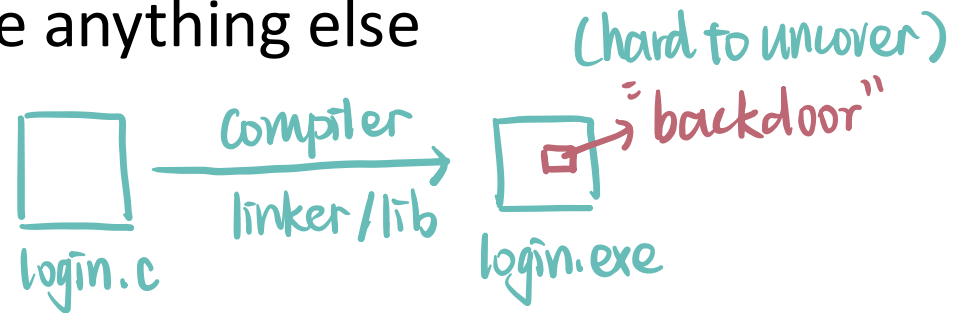 e anything else
(hard to uncover)
"backdoor"
compiler
linker/lib
login.c
login.exe